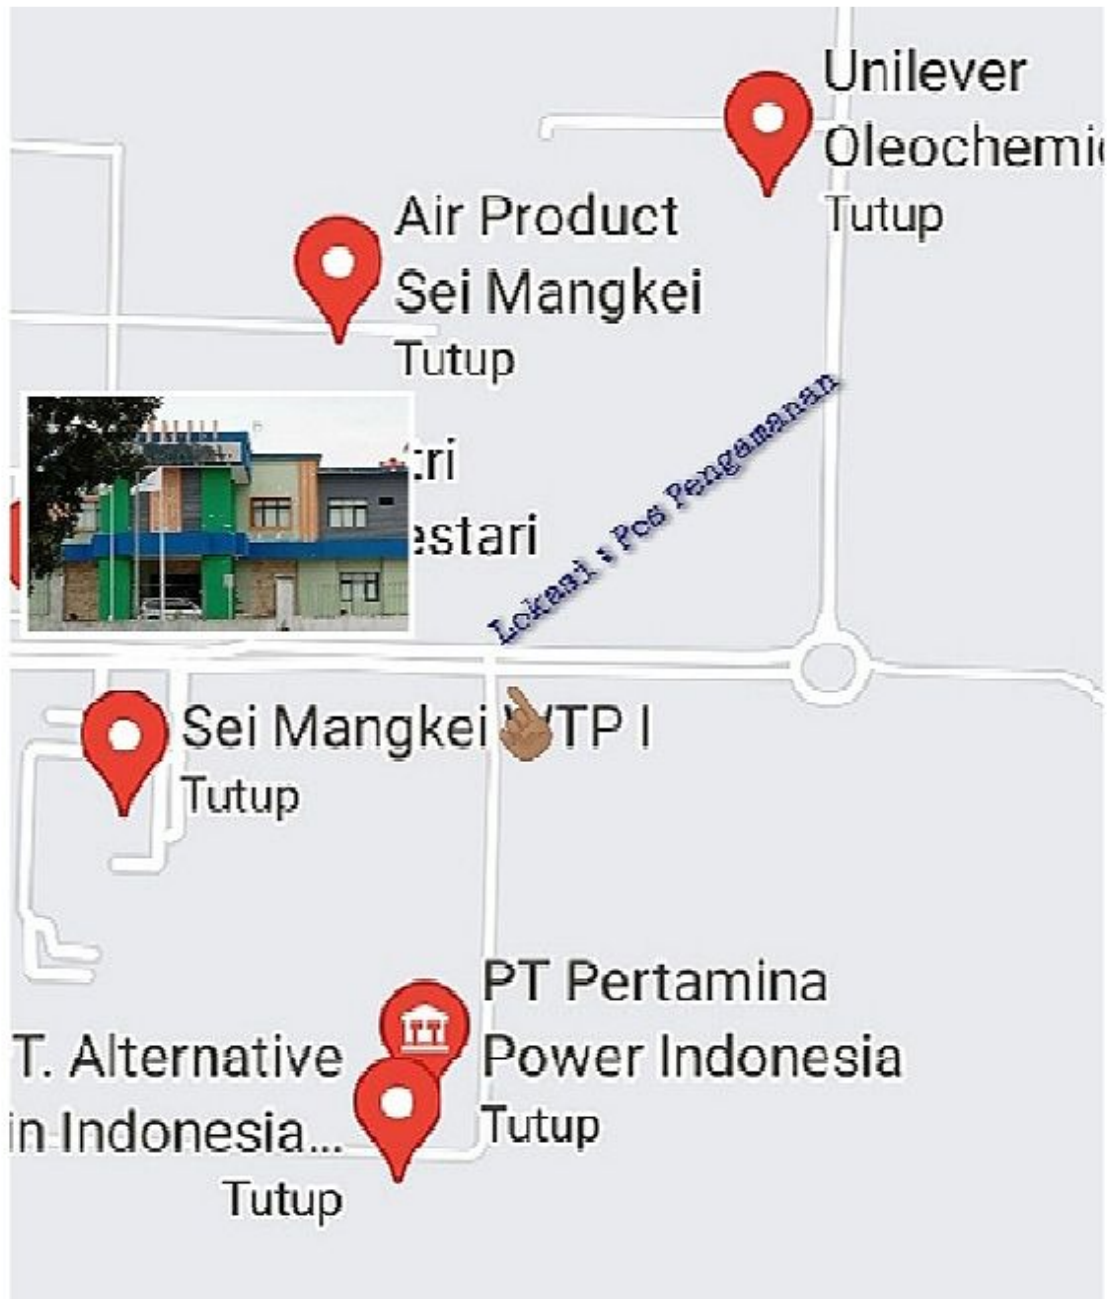 Unilever
Oleochemi
Tutup
Air Product
Sei Mangkei
Tutup
tri
estari
Lokasi : Pos Pengamanan
Sei Mangkei WTP I
Tutup
PT Pertamina
Power Indonesia
Tutup
T. Alternative
in Indonesia...
Tutup